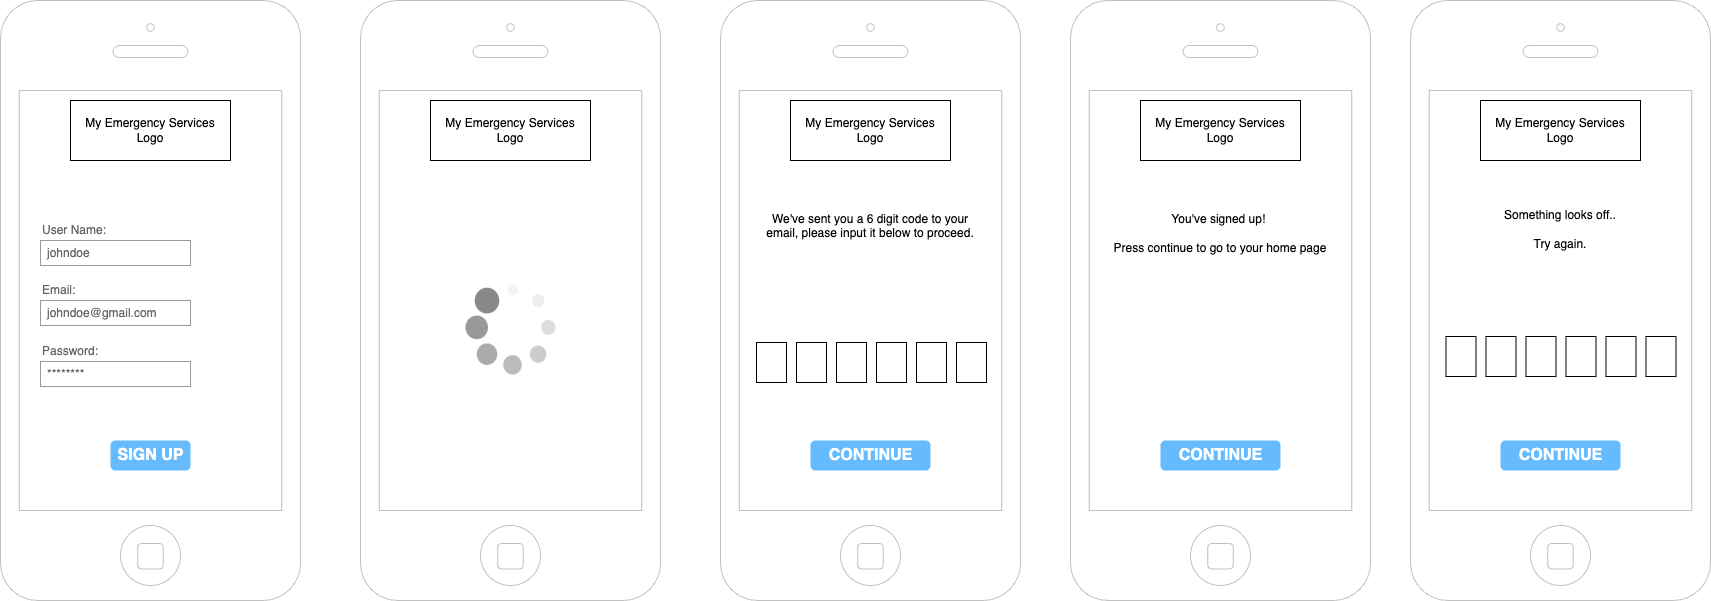 My Emergency Services
Logo
User Name:
johndoe
Email:
johndoe@gmail.com
Password:
********
SIGN UP
My Emergency Services
Logo
My Emergency Services
Logo
We've sent you a 6 digit code to your
email, please input it below to proceed.
CONTINUE
My Emergency Services
Logo
You've signed up!
Press continue to go to your home page
CONTINUE
My Emergency Services
Logo
Something looks off..
Try again.
CONTINUE